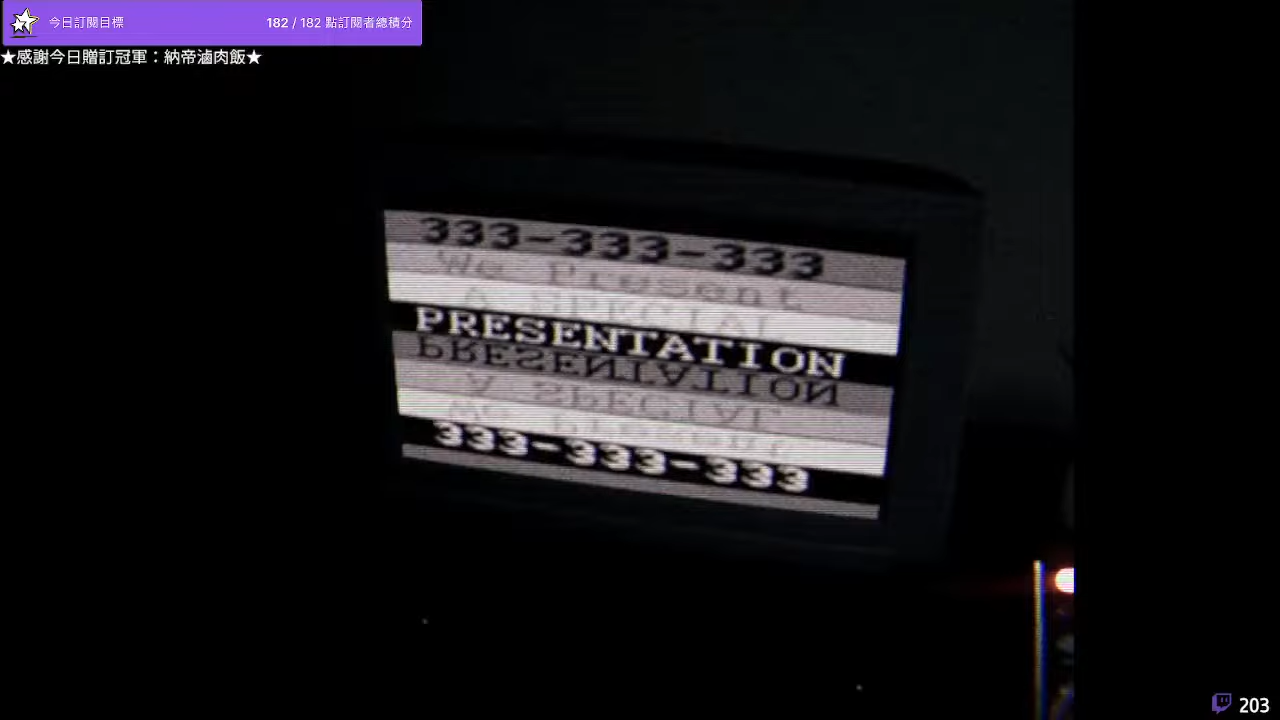 今日訂閱目標
182 / 182 點訂閱者總積分
★感謝今日贈訂冠軍：納帝滷肉飯★
333-333-333
We Present
A SPECIAL
PRESENTATION
PRESENTATION
A SPECIAL
We Present
333-333-333
203